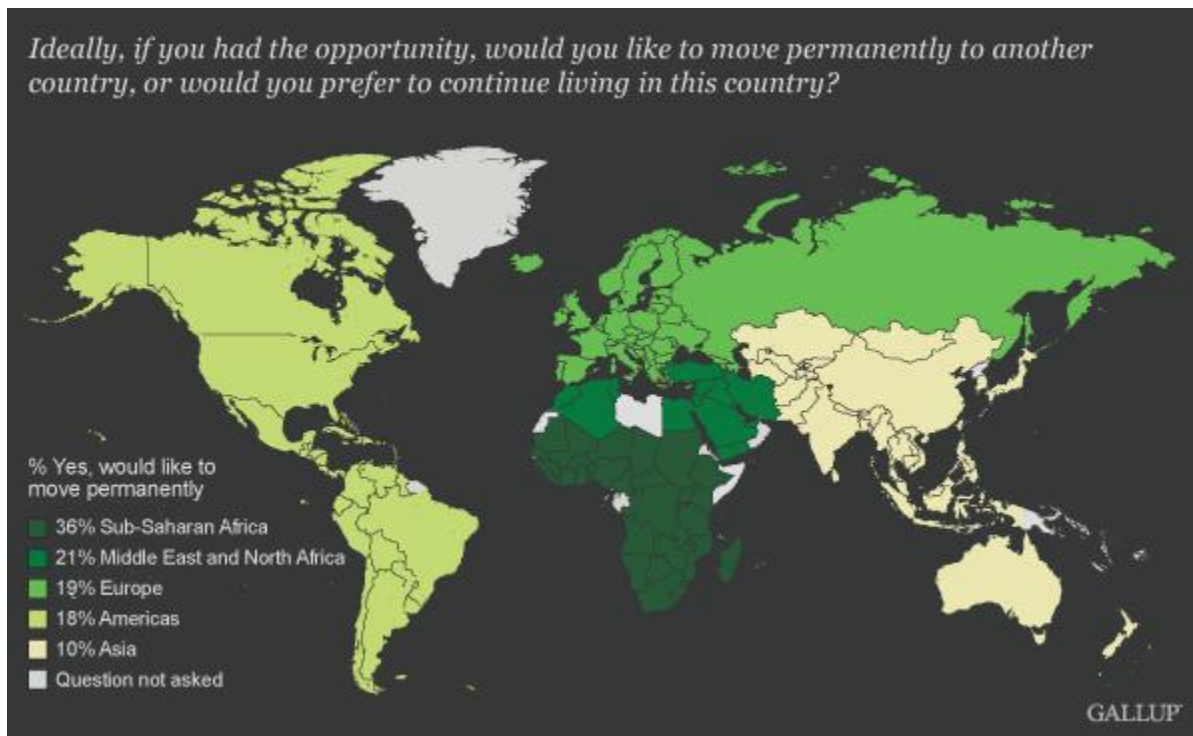 Ideally, if you had the opportunity, would you like to move permanently to another
country, or would you prefer to continue living in this country?
% Yes, would like to
move permanently
36% Sub-Saharan Africa
21% Middle East and North Africa
19% Europe
18% Americas
10% Asia
Question not asked
GALLUP